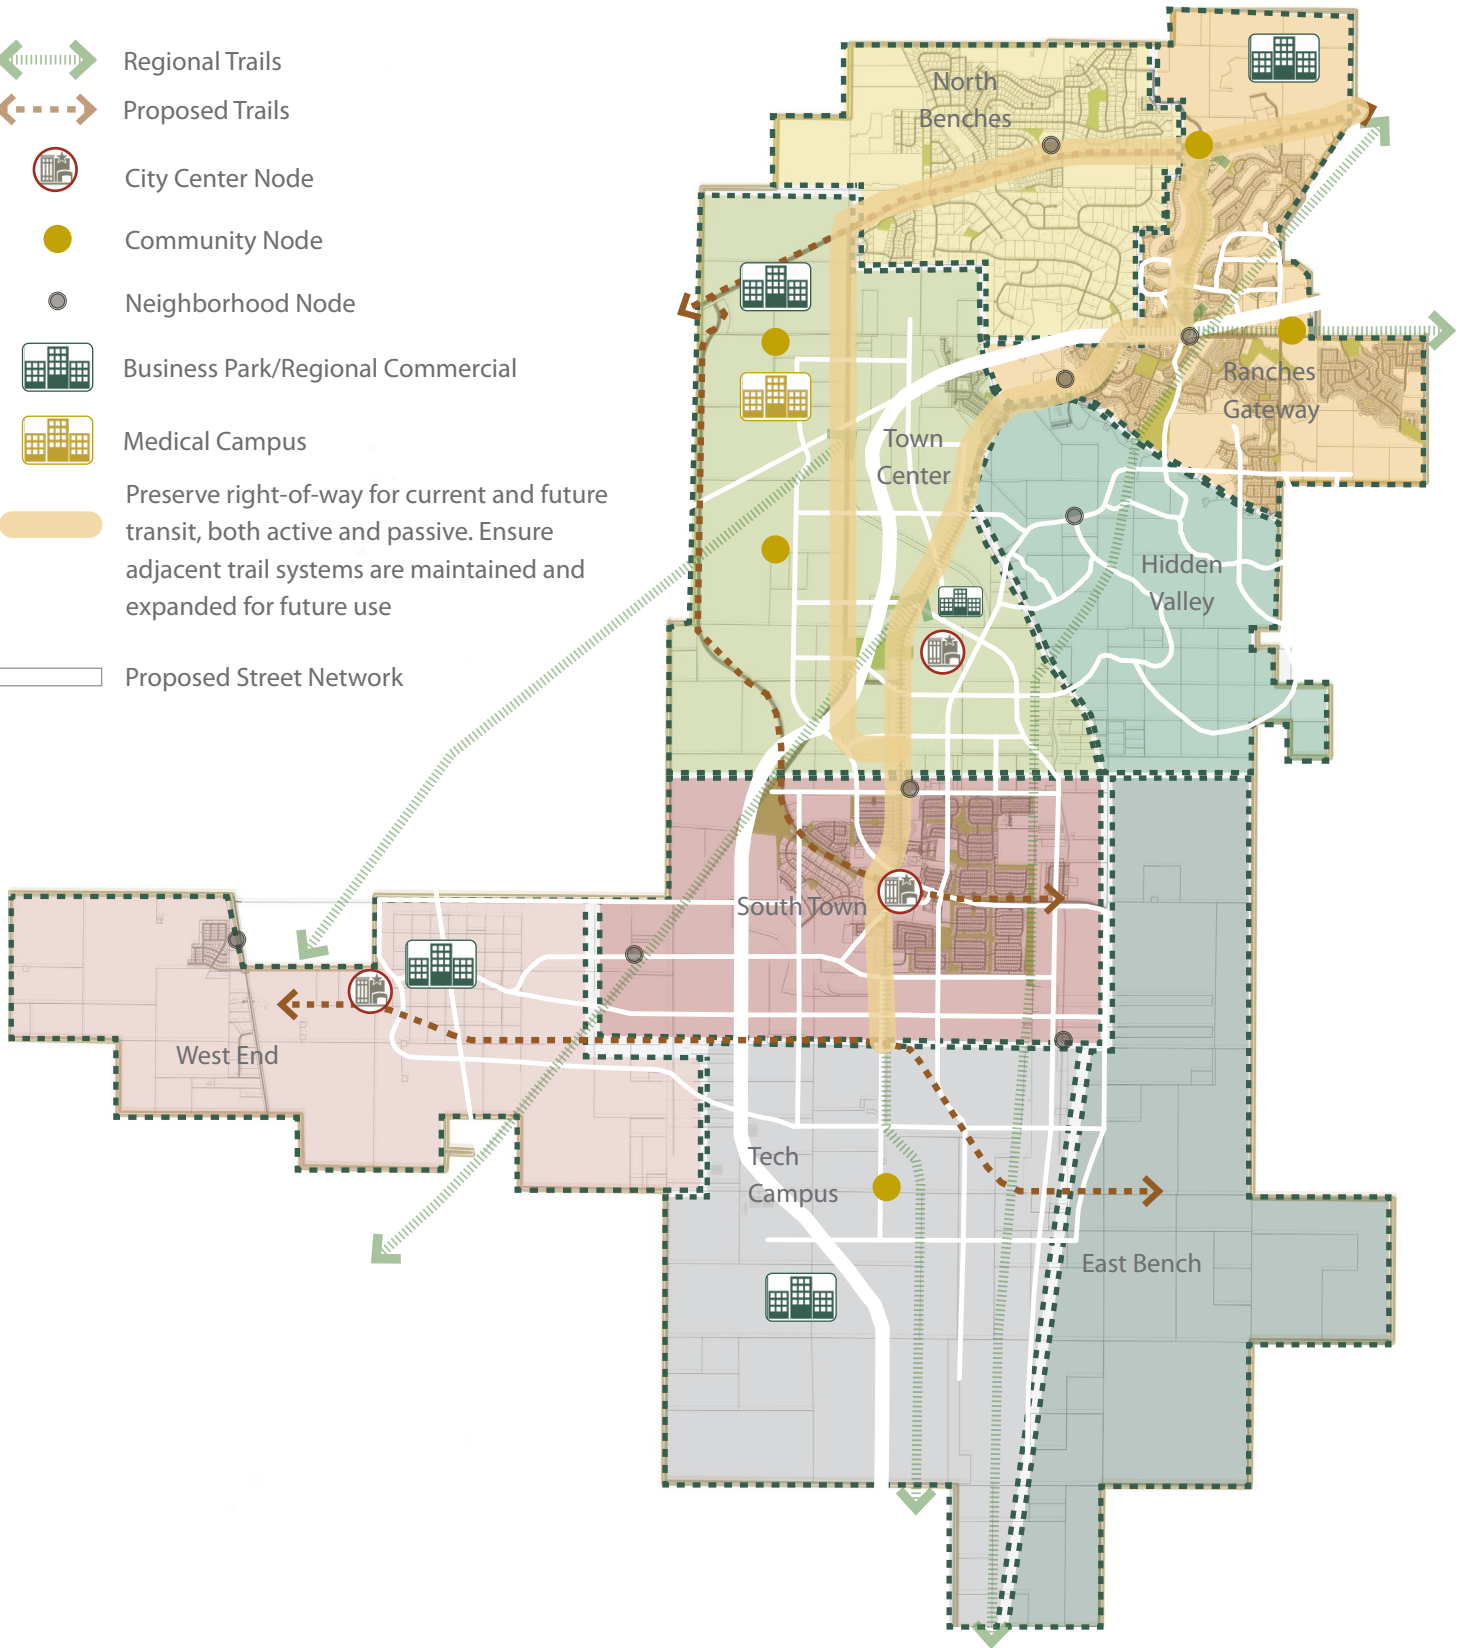 Regional Trails
Proposed Trails
City Center Node
Community Node
Neighborhood Node
Business Park/Regional Commercial
Medical Campus
Preserve right-of-way for current and future
transit, both active and passive. Ensure
adjacent trail systems are maintained and
expanded for future use
Proposed Street Network
North
Benches
Ranches
Gateway
Town
Center
Hidden
Valley
South Town
West End
Tech
Campus
East Bench